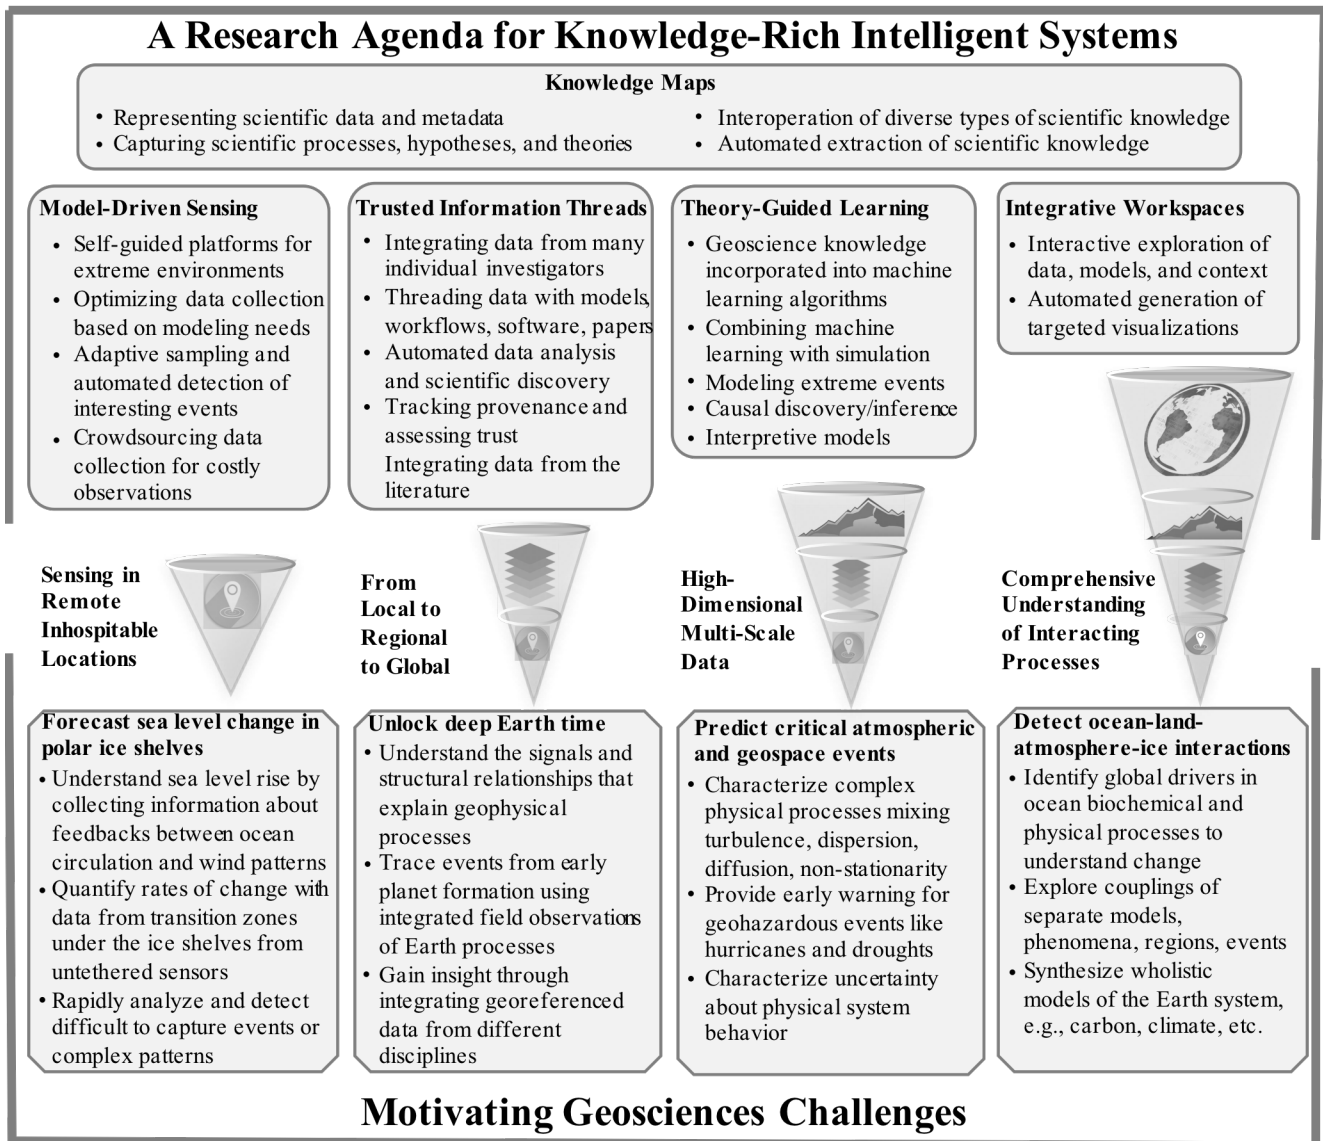 A Research Agenda for Knowledge-Rich Intelligent Systems
Knowledge Maps
• Representing scientific data and metadata
• Capturing scientific processes, hypotheses, and theories
• Interoperation of diverse types of scientific knowledge
• Automated extraction of scientific knowledge
Model-Driven Sensing
• Self-guided platforms for
extreme environments
• Optimizing data collection
based on modeling needs
• Adaptive sampling and
automated detection of
interesting events
• Crowdsourcing data
collection for costly
observations
Trusted Information Threads
• Integrating data from many
individual investigators
• Threading data with models,
workflows, software, papers
• Automated data analysis
and scientific discovery
• Tracking provenance and
assessing trust
Integrating data from the
literature
Theory-Guided Learning
• Geoscience knowledge
incorporated into machine
learning algorithms
• Combining machine
learning with simulation
• Modeling extreme events
• Causal discovery/inference
• Interpretive models
Integrative Workspaces
• Interactive exploration of
data, models, and context
• Automated generation of
targeted visualizations
Sensing in
Remote
Inhospitable
Locations
From
Local to
Regional
to Global
High-
Dimensional
Multi-Scale
Data
Comprehensive
Understanding
of Interacting
Processes
Forecast sea level change in
polar ice shelves
• Understand sea level rise by
collecting information about
feedbacks between ocean
circulation and wind patterns
• Quantify rates of change with
data from transition zones
under the ice shelves from
untethered sensors
• Rapidly analyze and detect
difficult to capture events or
complex patterns
Unlock deep Earth time
• Understand the signals and
structural relationships that
explain geophysical
processes
• Trace events from early
planet formation using
integrated field observations
of Earth processes
• Gain insight through
integrating georeferenced
data from different
disciplines
Predict critical atmospheric
and geospace events
• Characterize complex
physical processes mixing
turbulence, dispersion,
diffusion, non-stationarity
• Provide early warning for
geohazardous events like
hurricanes and droughts
• Characterize uncertainty
about physical system
behavior
Detect ocean-land-
atmosphere-ice interactions
• Identify global drivers in
ocean biochemical and
physical processes to
understand change
• Explore couplings of
separate models,
phenomena, regions, events
• Synthesize wholistic
models of the Earth system,
e.g., carbon, climate, etc.
Motivating Geosciences Challenges